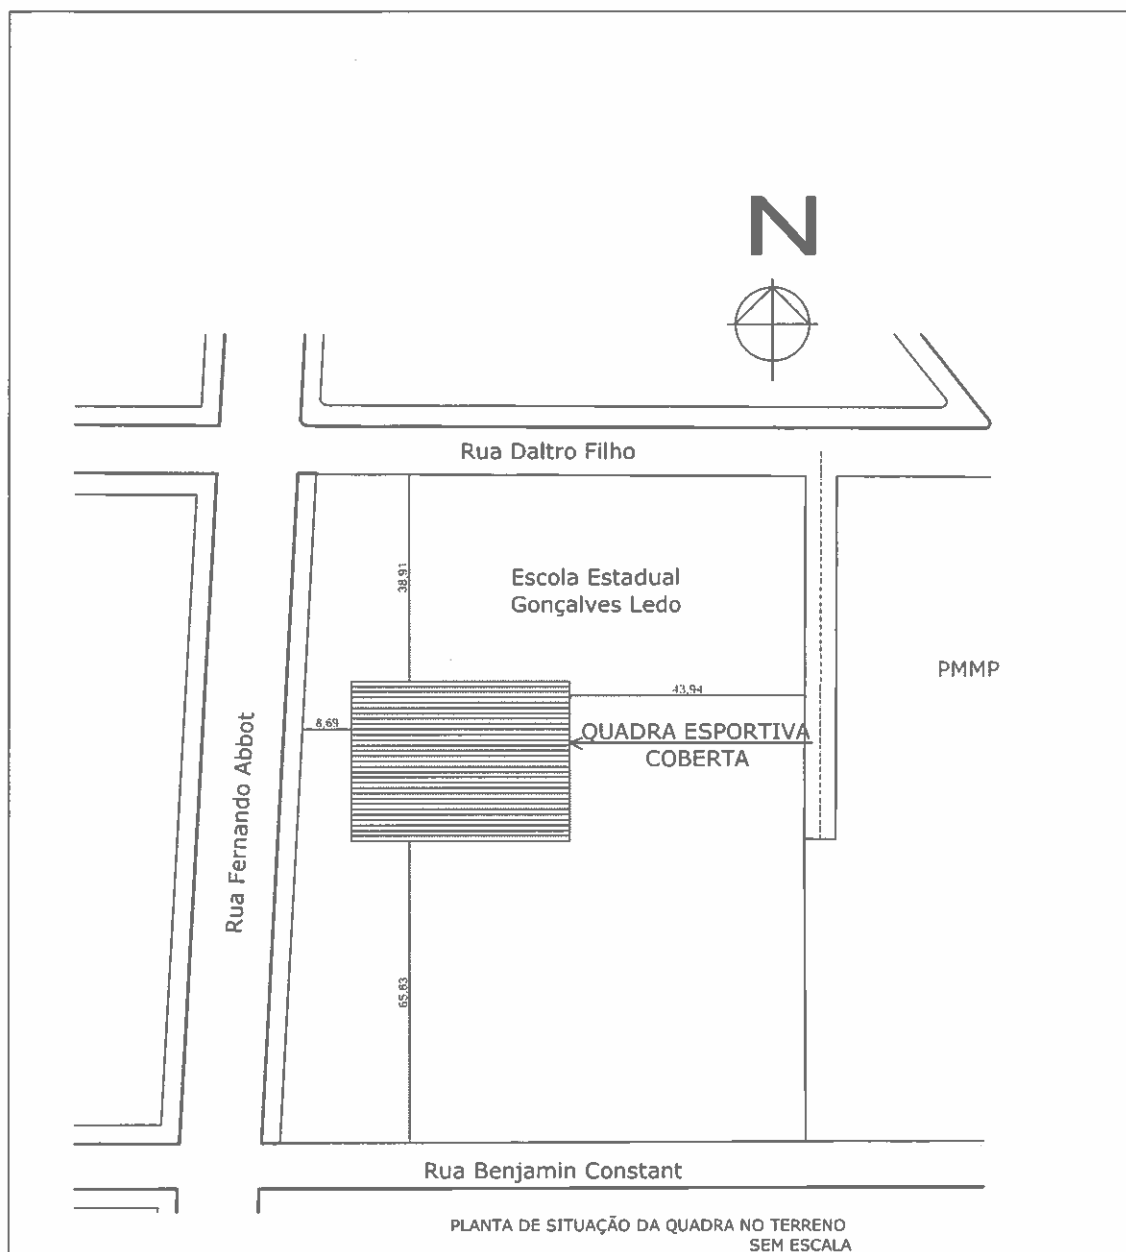 N
Rua Daltro Filho
38,91
Escola Estadual
Gonçalves Ledo
PMMP
43,94
8,69
QUADRA ESPORTIVA
COBERTA
Rua Fernando Abbot
65,63
Rua Benjamin Constant
PLANTA DE SITUAÇÃO DA QUADRA NO TERRENO
SEM ESCALA